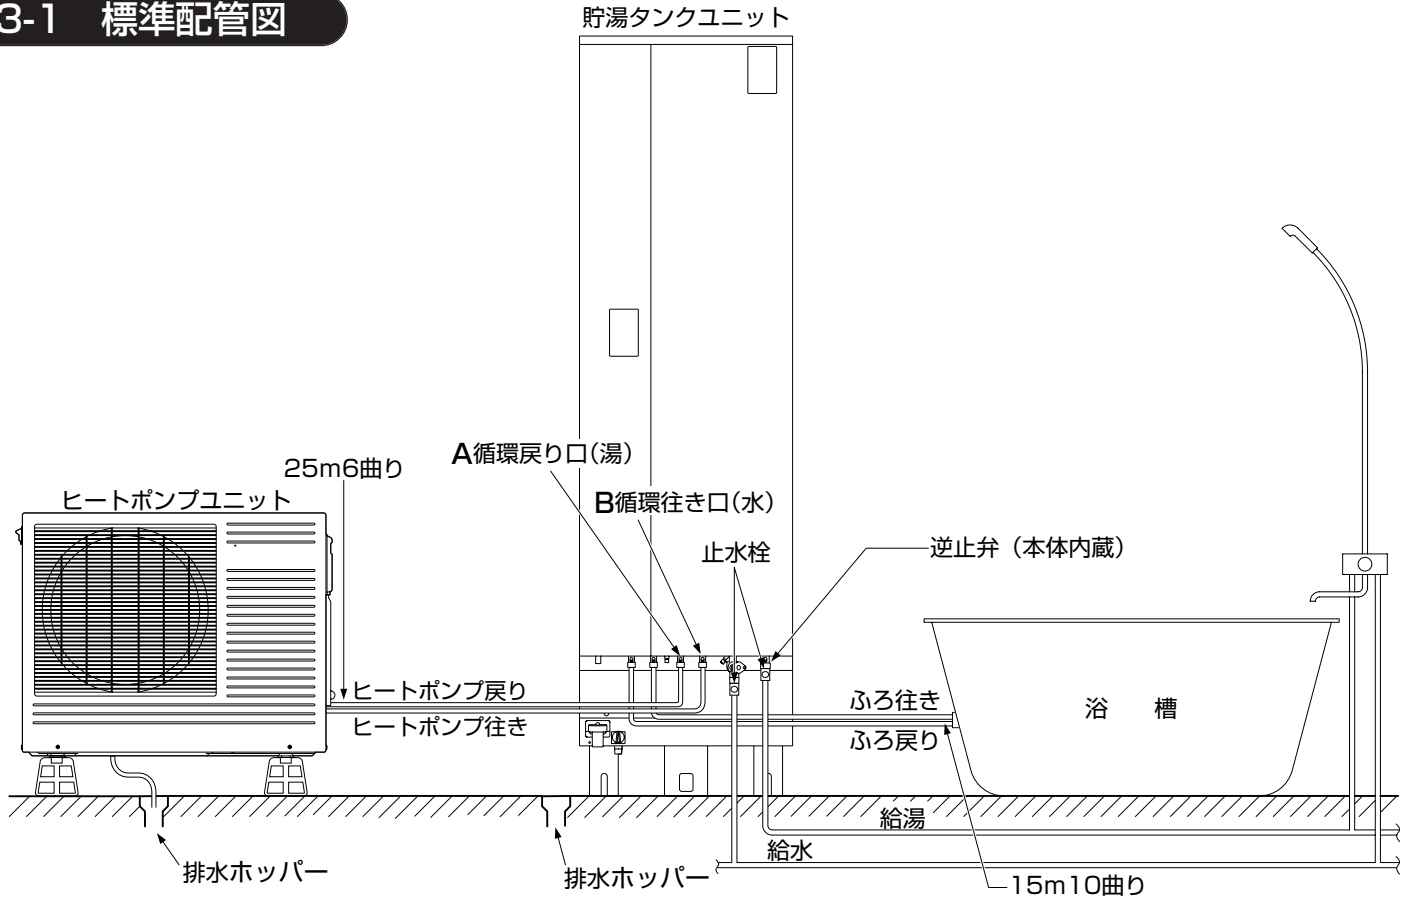 3-1 標準配管図
貯湯タンクユニット
A循環戻り口(湯)
25m6曲り
ヒートポンプユニット
B循環往き口(水)
止水栓
逆止弁（本体内蔵）
ヒートポンプ戻り
ヒートポンプ往き
ふろ往き
ふろ戻り
浴 槽
給湯
給水
排水ホッパー
排水ホッパー
15m10曲り